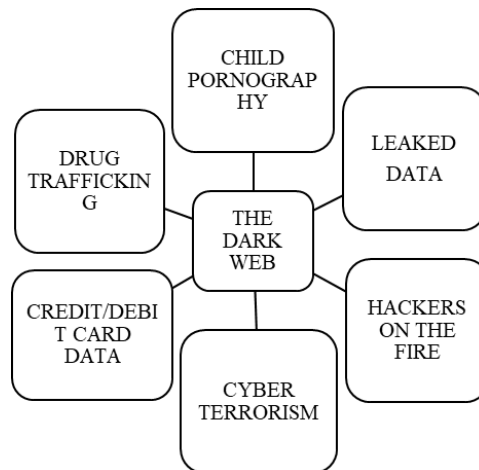 CHILD
PORNOGRAP
HY
LEAKED
DATA
DRUG
TRAFFICKIN
G
THE
DARK
WEB
HACKERS
ON THE
FIRE
CREDIT/DEBI
T CARD
DATA
CYBER
TERRORISM